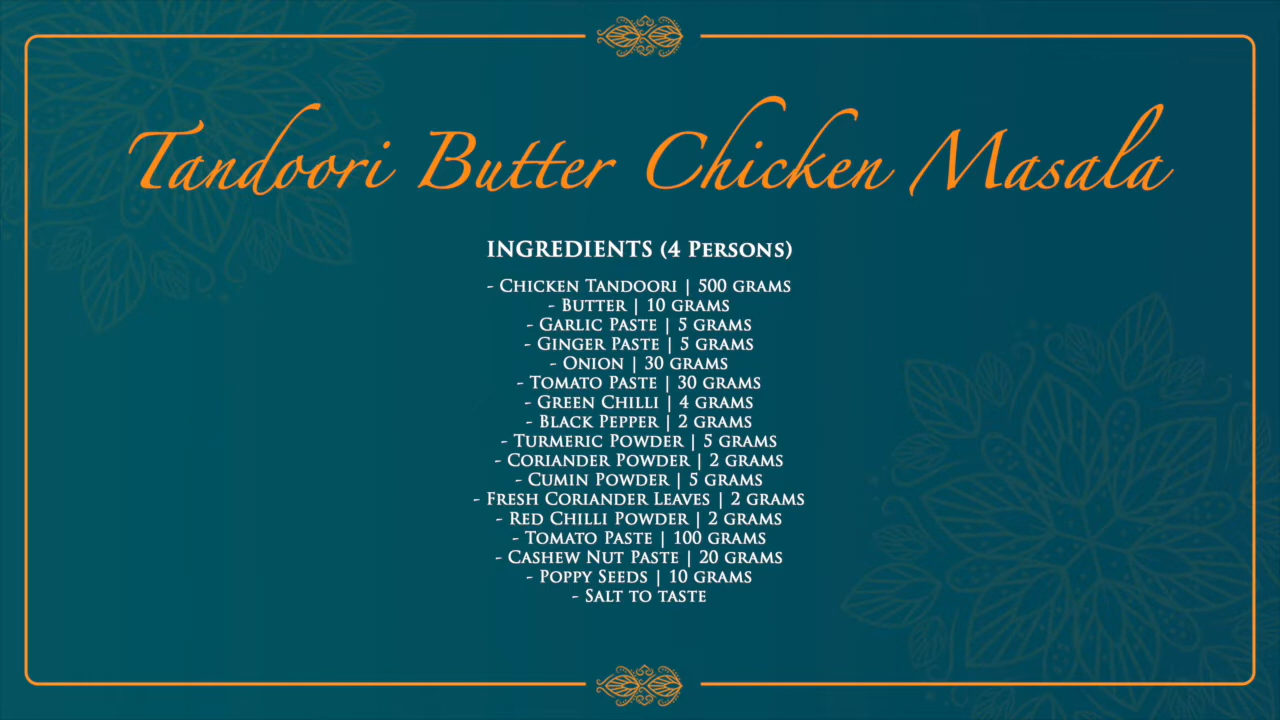 Tandoori Butter Chicken Masala
INGREDIENTS (4 Persons)
- Chicken Tandoori | 500 grams
- Butter | 10 grams
- Garlic Paste | 5 grams
- Ginger Paste | 5 grams
- Onion | 30 grams
- Tomato Paste | 30 grams
- Green Chilli | 4 grams
- Black Pepper | 2 grams
- Turmeric Powder | 5 grams
- Coriander Powder | 2 grams
- Cumin Powder | 5 grams
- Fresh Coriander Leaves | 2 grams
- Red Chilli Powder | 2 grams
- Tomato Paste | 100 grams
- Cashew Nut Paste | 20 grams
- Poppy Seeds | 10 grams
- Salt to taste